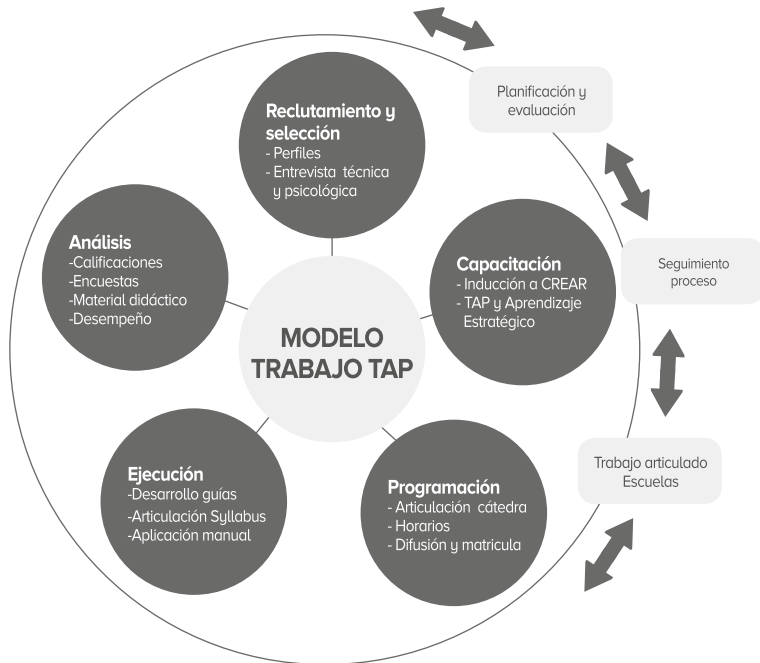 Planificación y
evaluación
Reclutamiento y
selección
- Perfiles
- Entrevista técnica
y psicológica
Análisis
-Calificaciones
-Encuestas
-Material didáctico
-Desempeño
Capacitación
- Inducción a CREAR
- TAP y Aprendizaje
Estratégico
Seguimiento
proceso
MODELO
TRABAJO TAP
Trabajo articulado
Escuelas
Ejecución
-Desarrollo guías
-Articulación Syllabus
-Aplicación manual
Programación
- Articulación cátedra
- Horarios
- Difusión y matricula